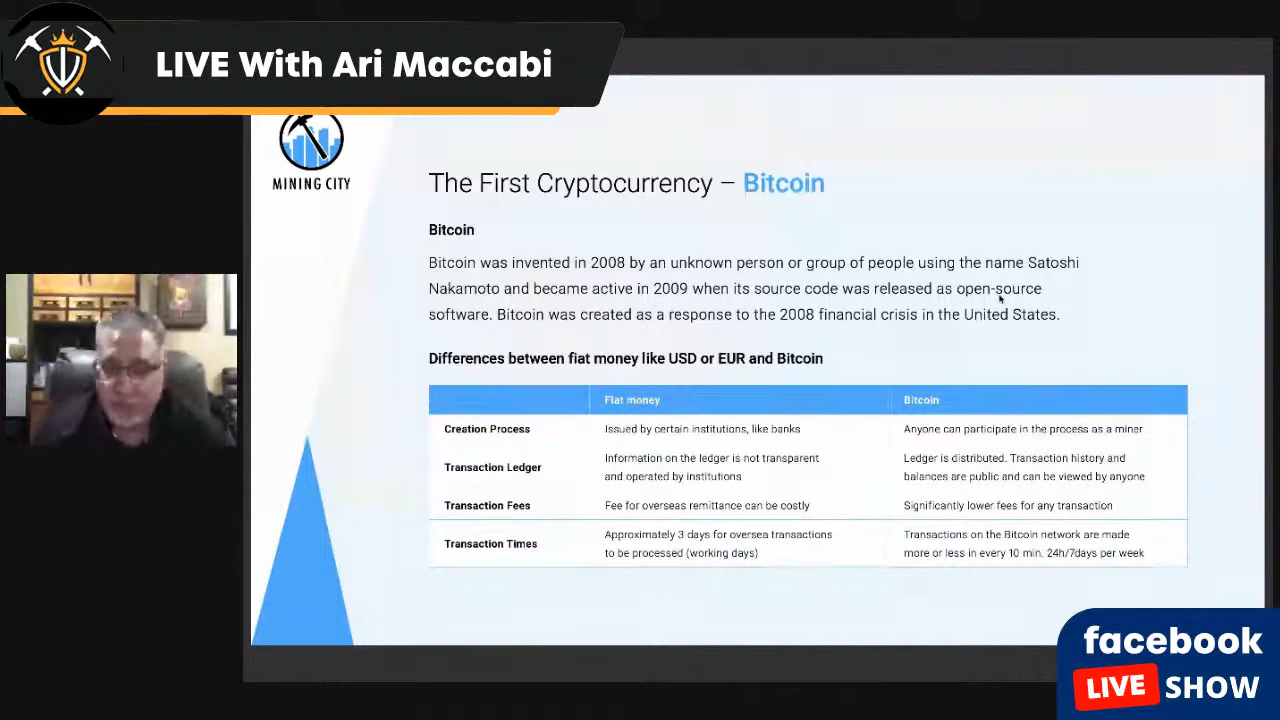 LIVE With Ari Maccabi
MINING CITY
The First Cryptocurrency – Bitcoin
Bitcoin
Bitcoin was invented in 2008 by an unknown person or group of people using the name Satoshi
Nakamoto and became active in 2009 when its source code was released as open-source
software. Bitcoin was created as a response to the 2008 financial crisis in the United States.
Differences between fiat money like USD or EUR and Bitcoin
Fiat money Bitcoin
Creation Process Issued by certain institutions, like banks Anyone can participate in the process as a miner
Transaction Ledger Information on the ledger is not transparent and operated by institutions Ledger is distributed. Transaction history and balances are public and can be viewed by anyone
Transaction Fees Fee for overseas remittance can be costly Significantly lower fees for any transaction
Transaction Times Approximately 3 days for oversea transactions to be processed (working days) Transactions on the Bitcoin network are made more or less in every 10 min. 24h/7days per week
facebook
LIVE SHOW